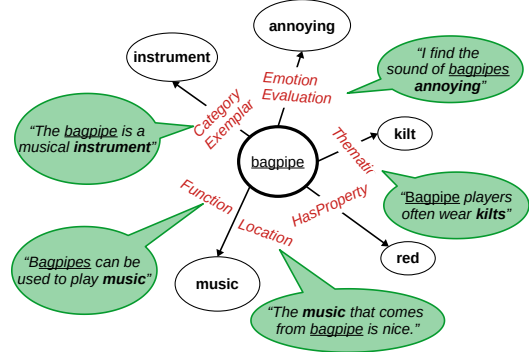 annoying
instrument
Emotion
Evaluation
"I find the
sound of bagpipes
annoying"
Category
Exemplar
"The bagpipe is a
musical instrument"
bagpipe
Thematic
kilt
Function
Location
HasProperty
"Bagpipe players
often wear kilts"
"Bagpipes can be
used to play music"
music
red
"The music that comes
from bagpipe is nice."